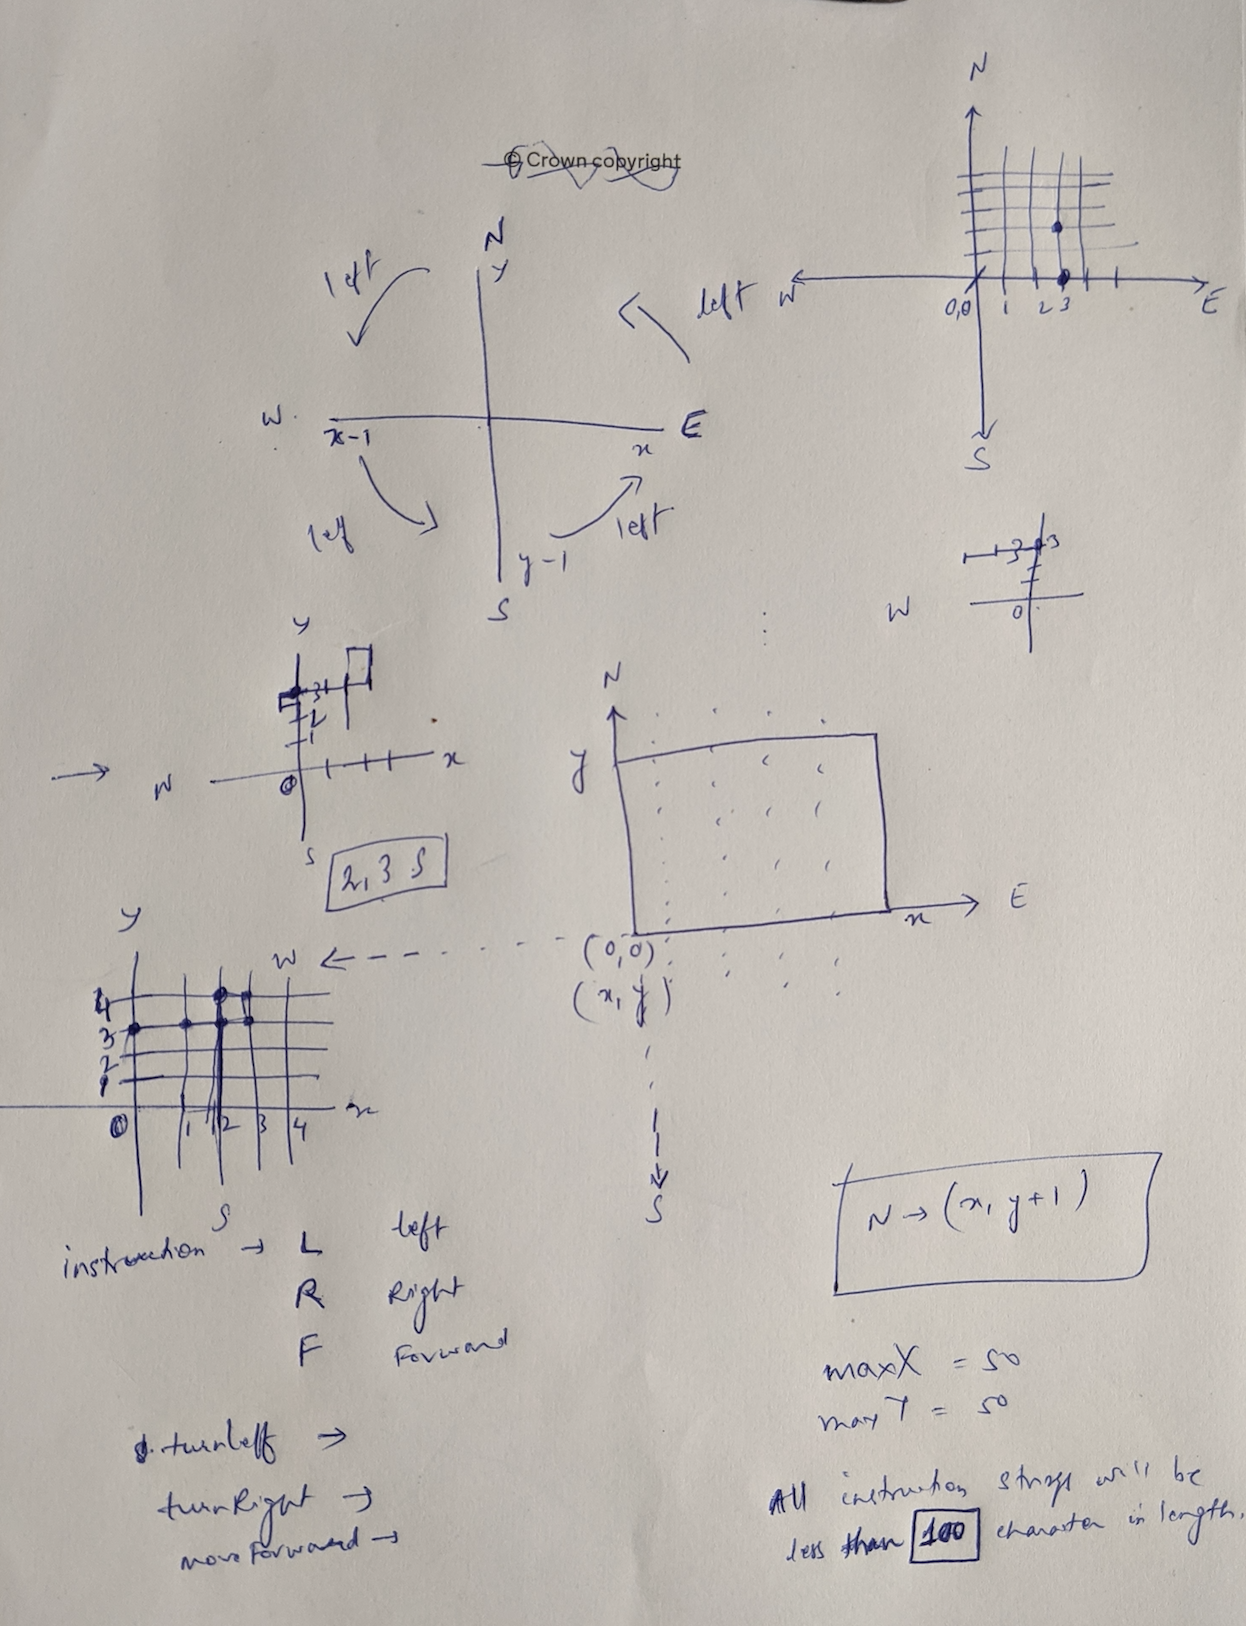 © Crown copyright
N
y
left
left
W
x-1
E
x
left
left
y-1
S
N
W
E
0,0
1
2
3
S
3
W
0
y
3
2
1
0
x
S
2, 3 S
N
y
E
x
(0,0)
(x, y)
W
S
y
4
3
2
1
0
1
2
3
4
x
S
instruction → L left
R Right
F Forward
turnLeft →
turnRight →
moveForward →
N → (x, y+1)
maxX = 50
maxY = 50
All instruction strings will be
less than 100 character in length.